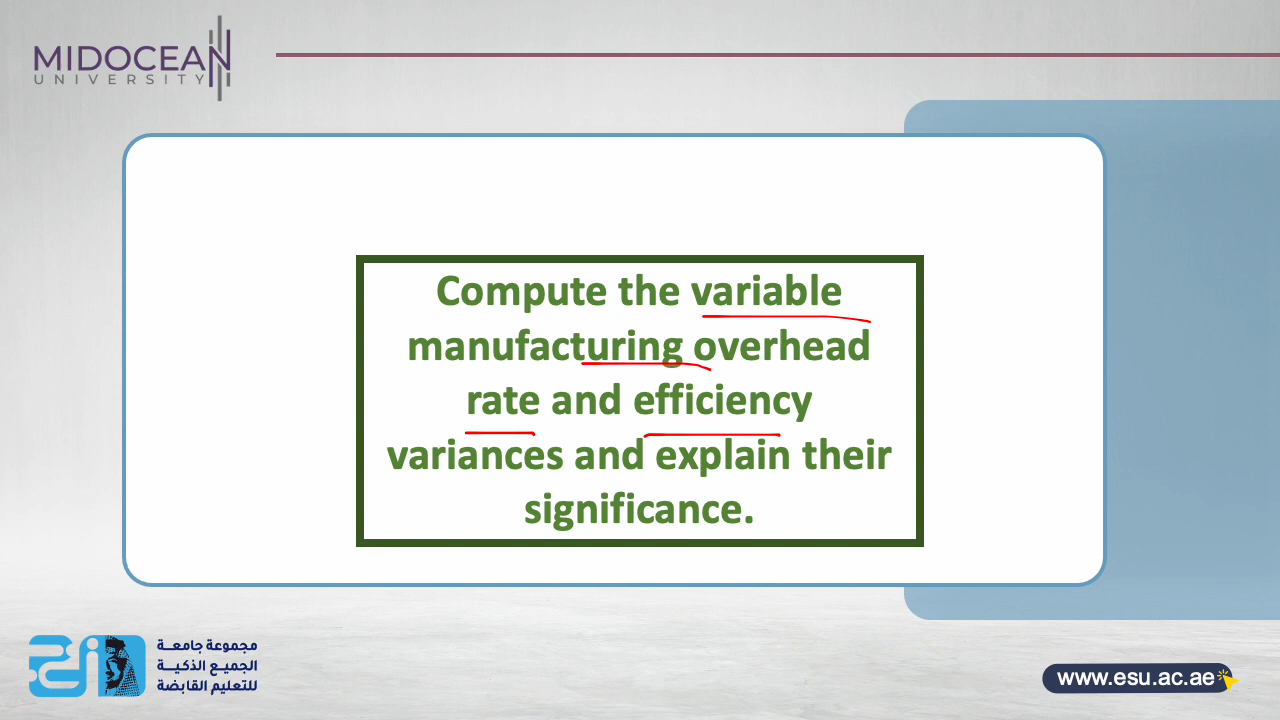 MIDOCEAN
UNIVERSITY
Compute the variable
manufacturing overhead
rate and efficiency
variances and explain their
significance.
مجموعة جامعة
الجميع الذكية
للتعليم القابضة
www.esu.ac.ae